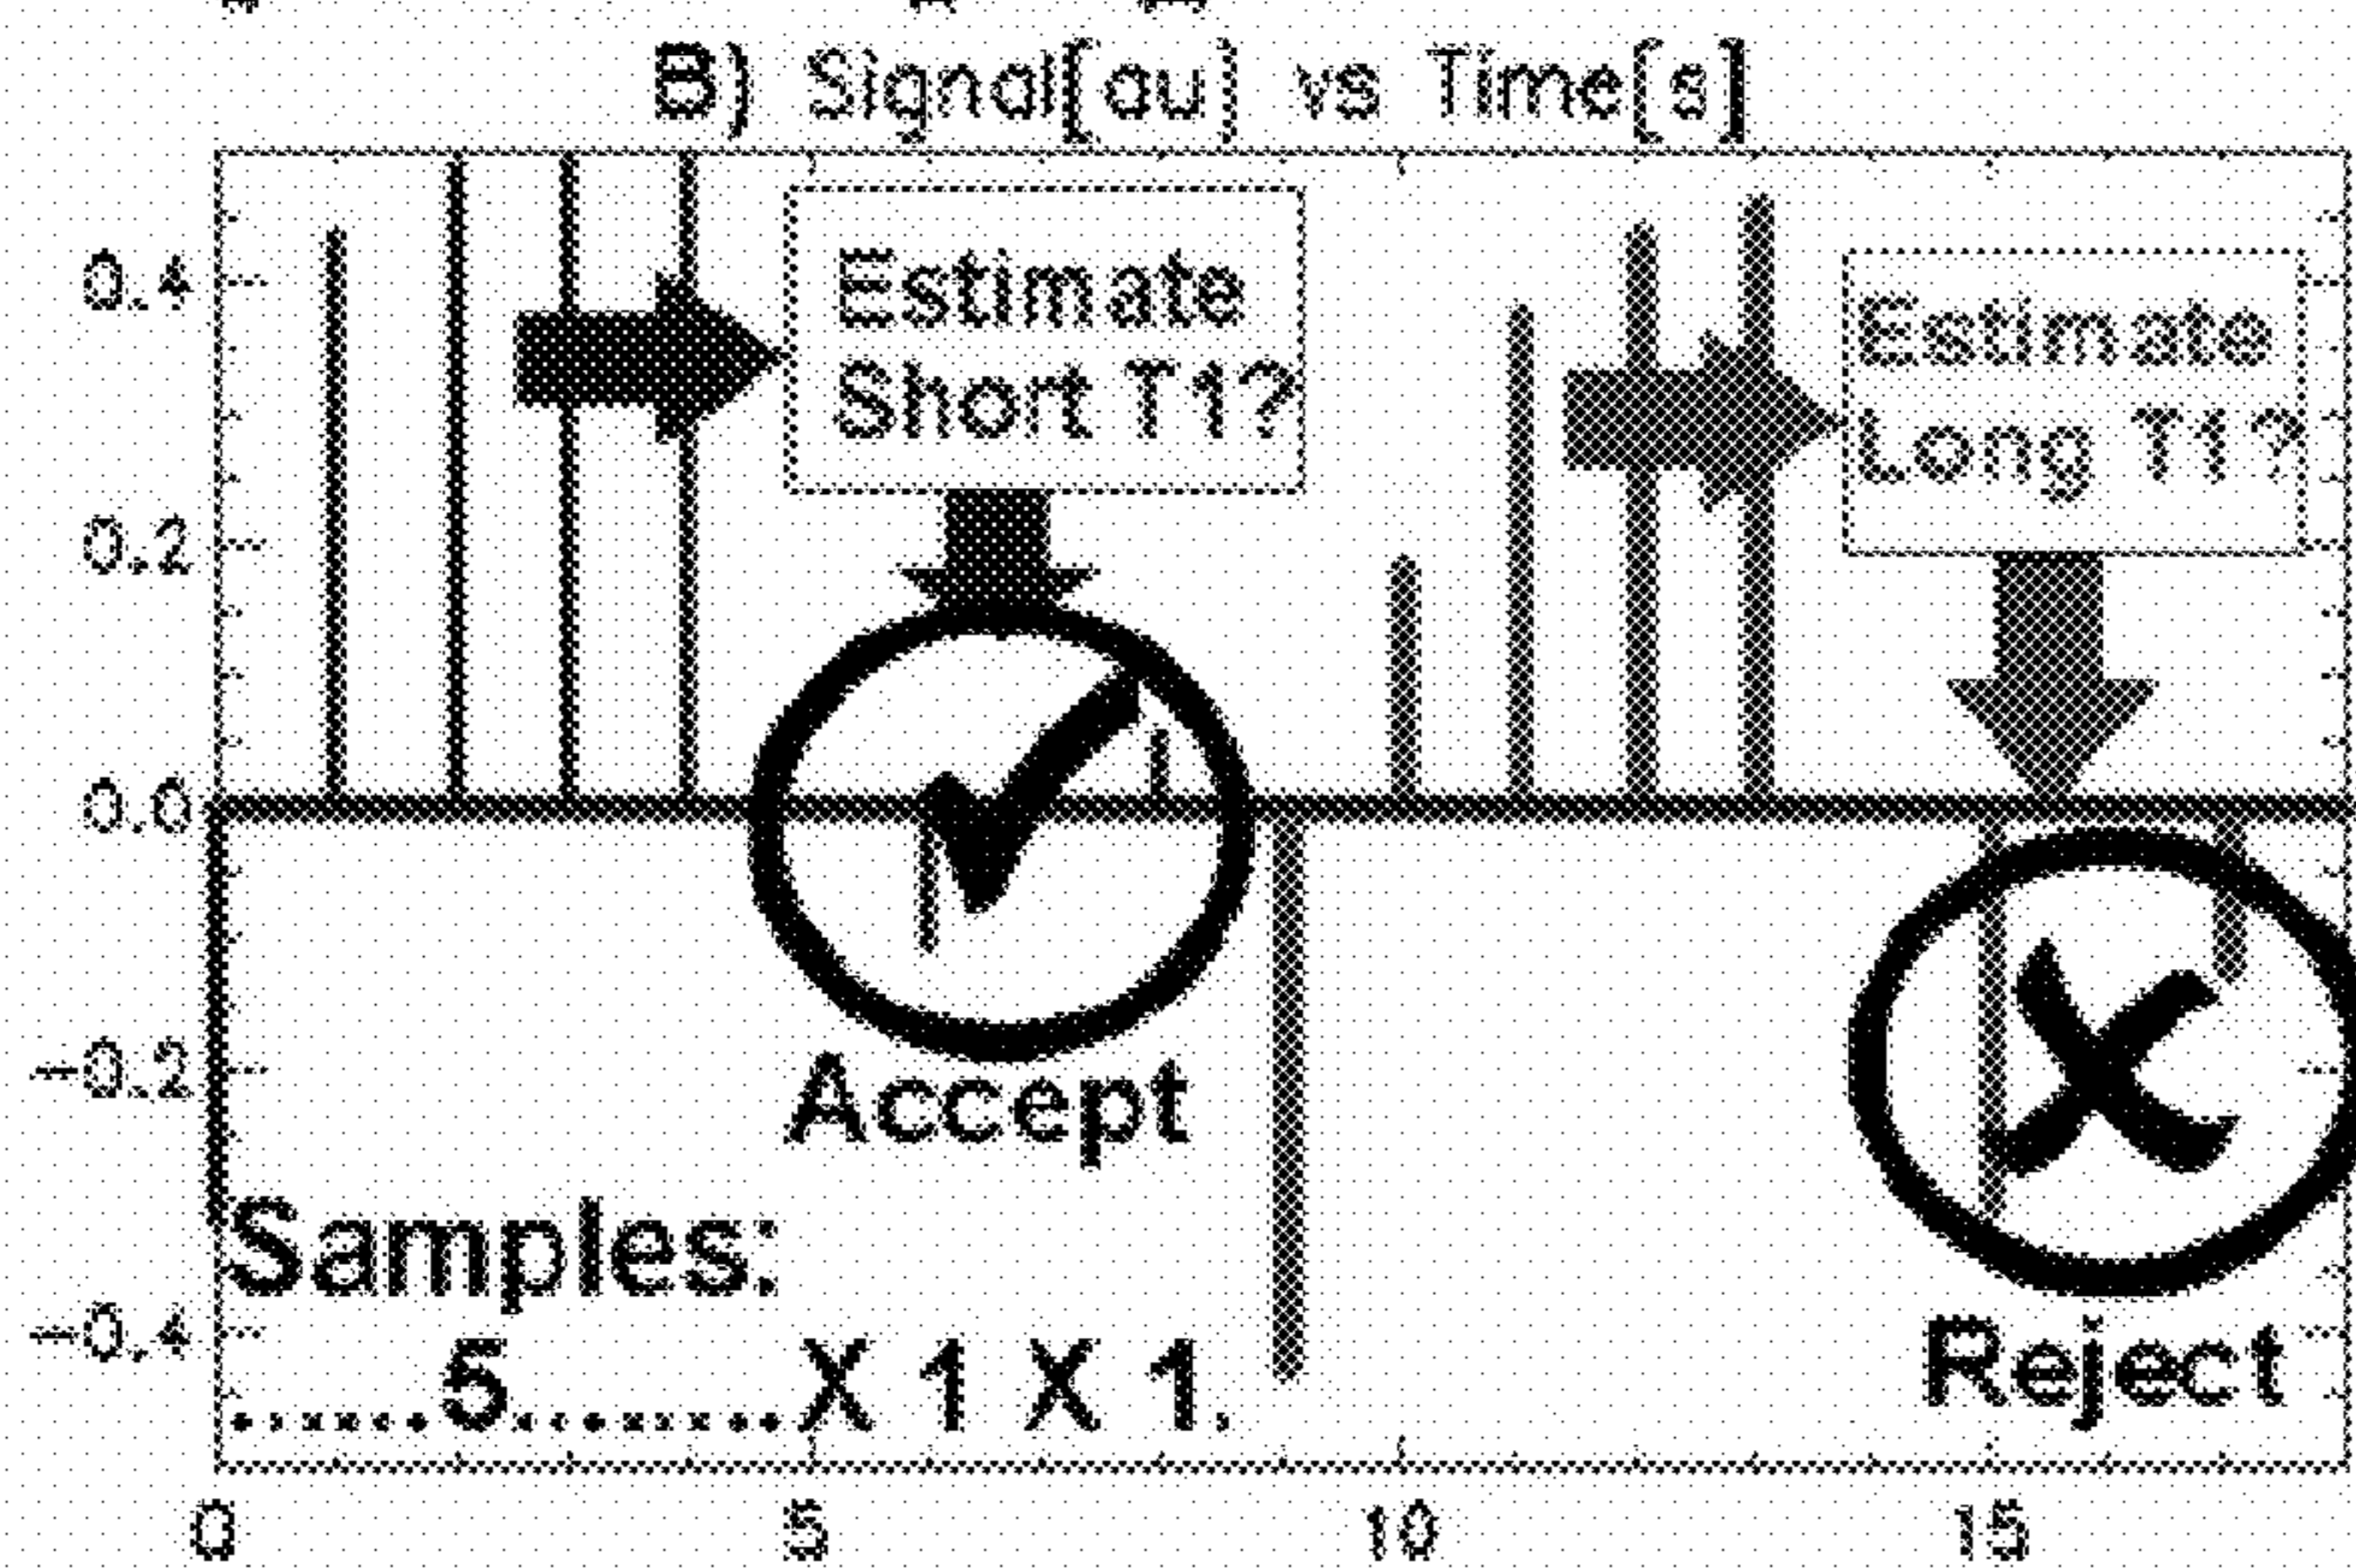 B) Signal[au] vs Time[s]
0.4
0.2
0.0
−0.2
−0.4
Estimate
Short T1?
Estimate
Long T1?
Accept
Reject
Samples:
......5........X 1 X 1.
0 5 10 15